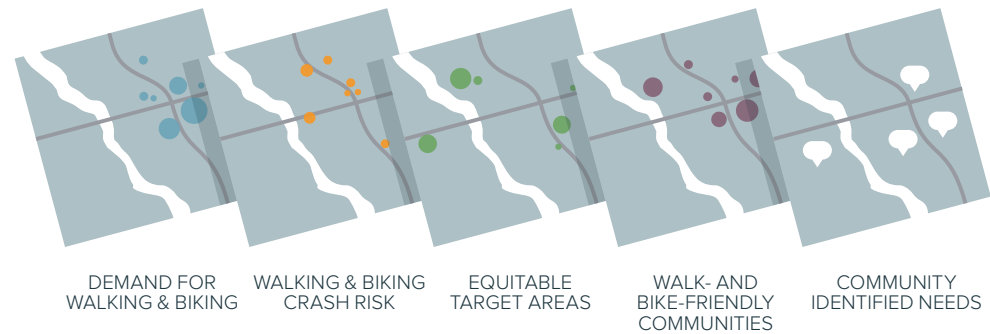 DEMAND FOR
WALKING & BIKING
WALKING & BIKING
CRASH RISK
EQUITABLE
TARGET AREAS
WALK- AND
BIKE-FRIENDLY
COMMUNITIES
COMMUNITY
IDENTIFIED NEEDS